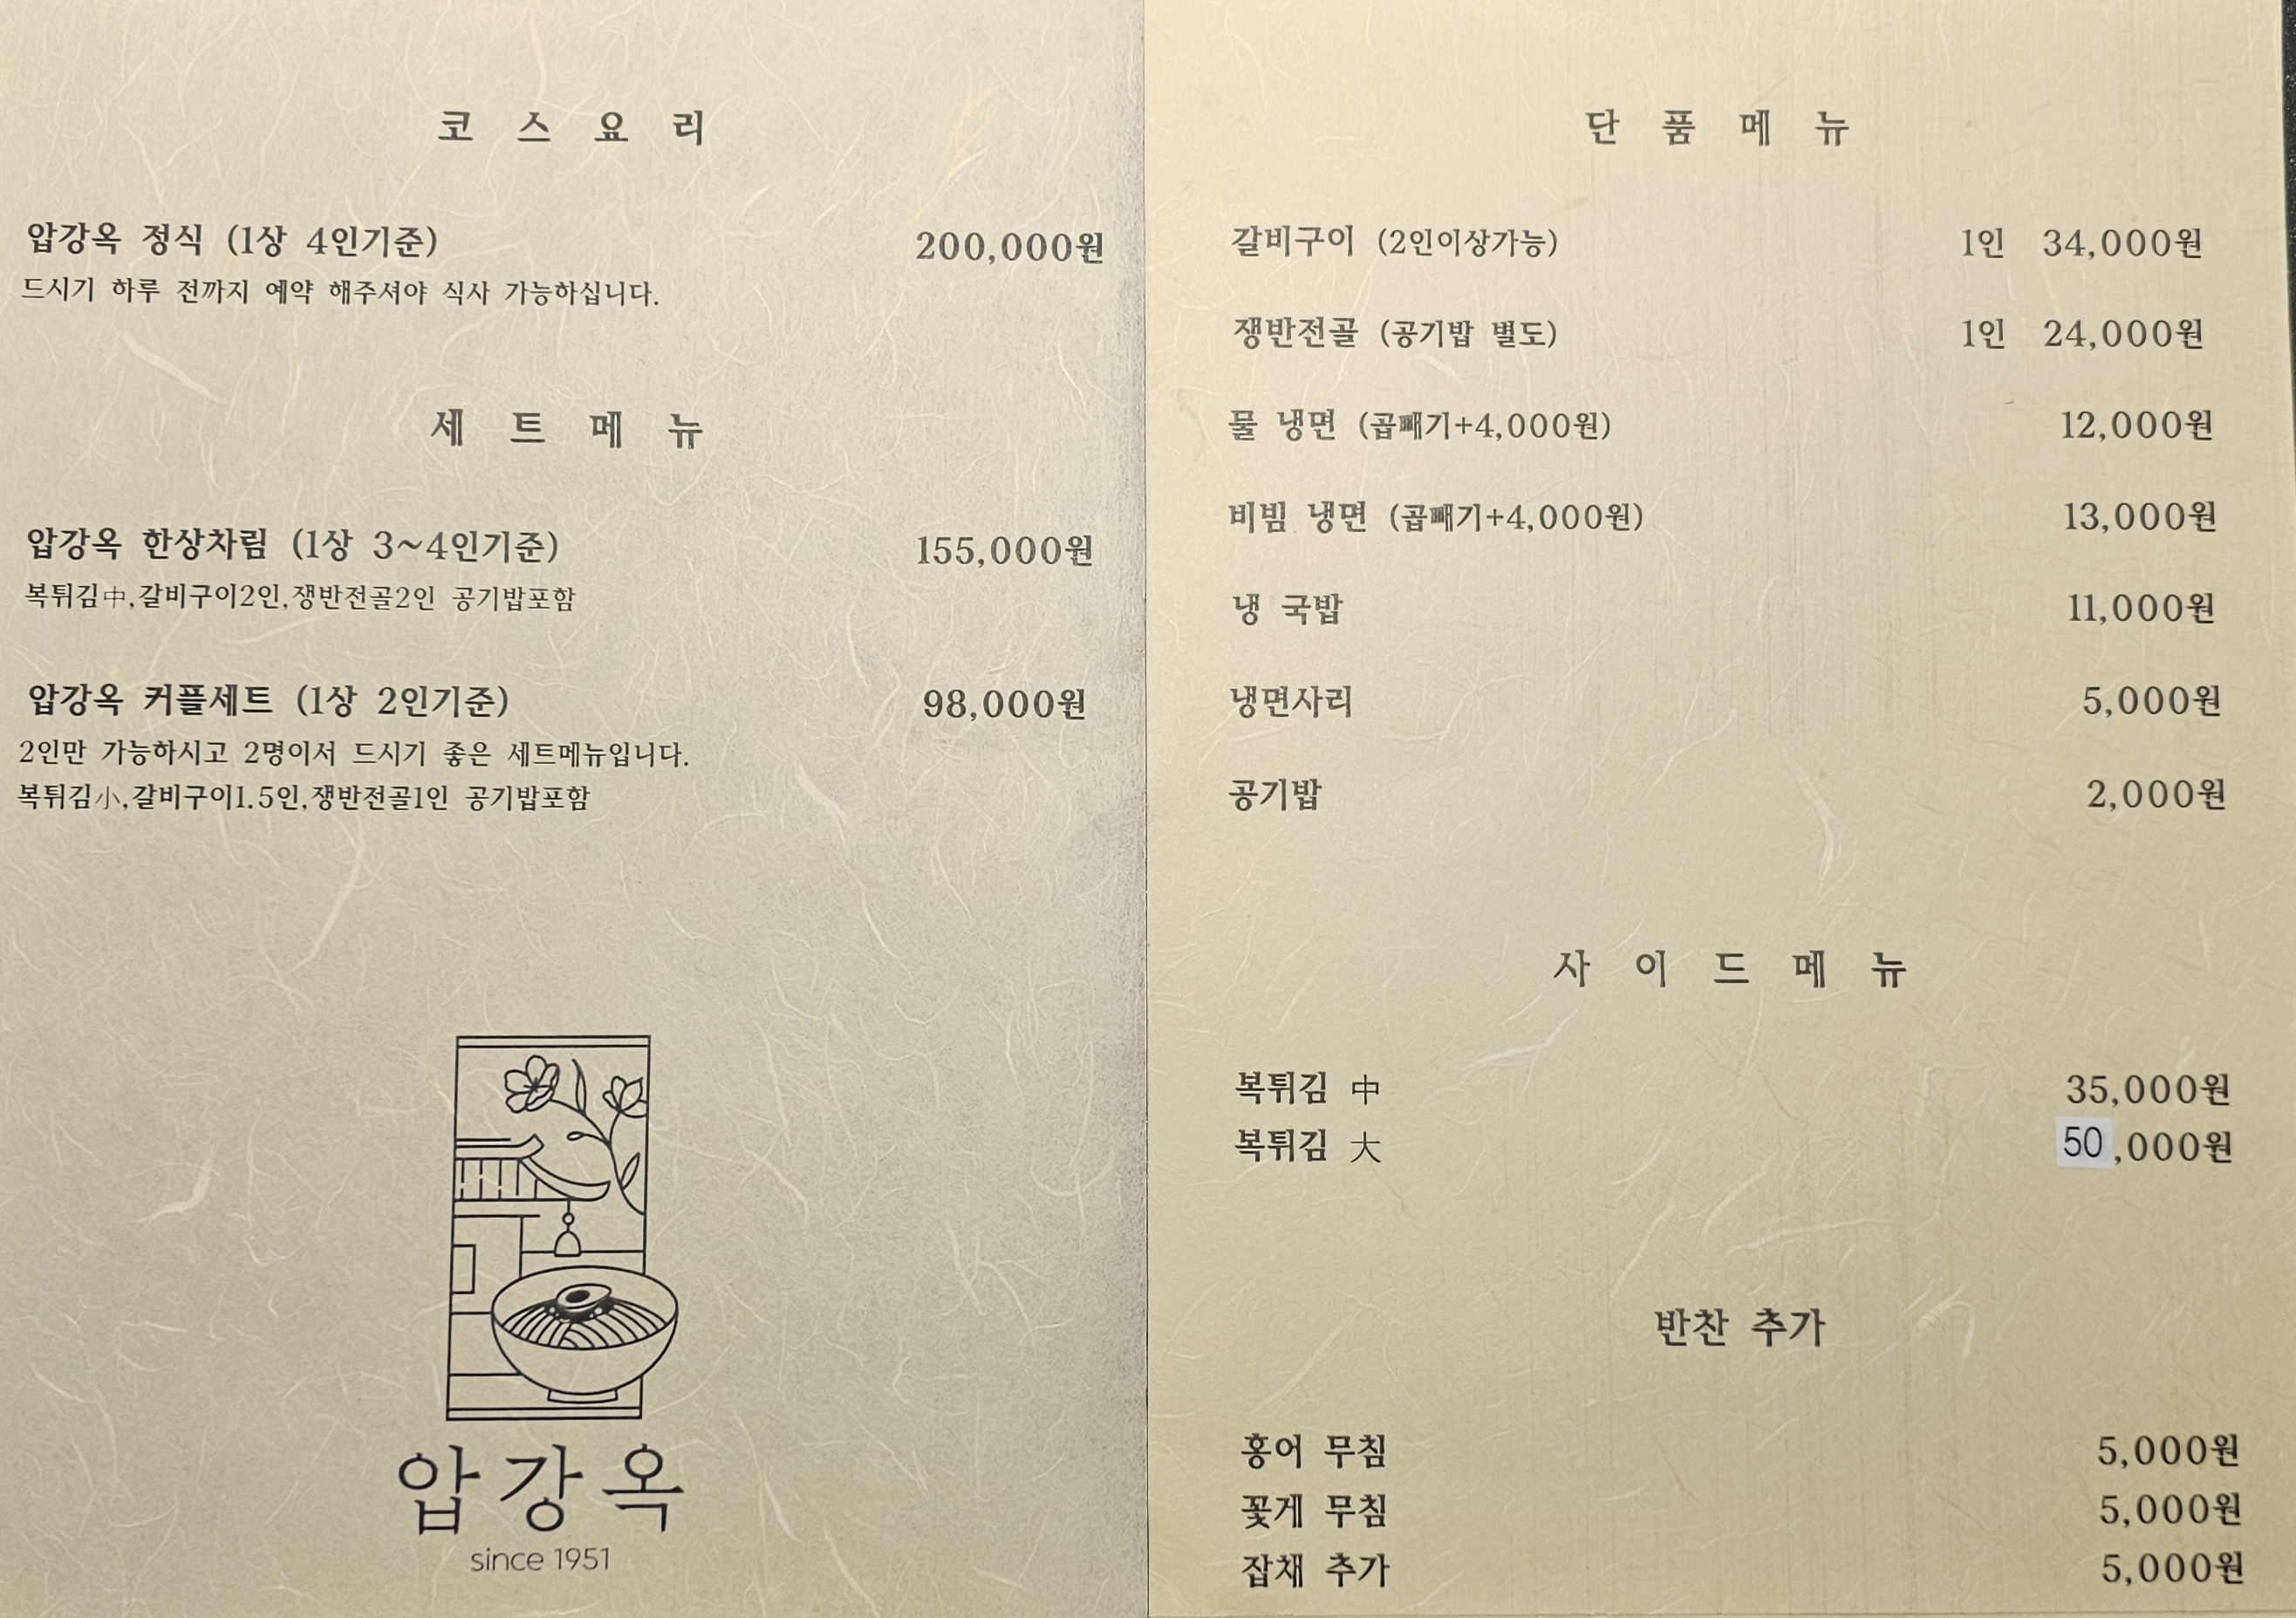 코 스 요 리
압강옥 정식 (1상 4인기준) 200,000원
드시기 하루 전까지 예약 해주셔야 식사 가능하십니다.
세 트 메 뉴
압강옥 한상차림 (1상 3~4인기준) 155,000원
복튀김中,갈비구이2인,쟁반전골2인 공기밥포함
압강옥 커플세트 (1상 2인기준) 98,000원
2인만 가능하시고 2명이서 드시기 좋은 세트메뉴입니다.
복튀김小,갈비구이1.5인,쟁반전골1인 공기밥포함
압강옥
since 1951
단 품 메 뉴
갈비구이 (2인이상가능) 1인 34,000원
쟁반전골 (공기밥 별도) 1인 24,000원
물 냉면 (곱빼기+4,000원) 12,000원
비빔 냉면 (곱빼기+4,000원) 13,000원
냉 국밥 11,000원
냉면사리 5,000원
공기밥 2,000원
사 이 드 메 뉴
복튀김 中 35,000원
복튀김 大 50,000원
반찬 추가
홍어 무침 5,000원
꽃게 무침 5,000원
잡채 추가 5,000원